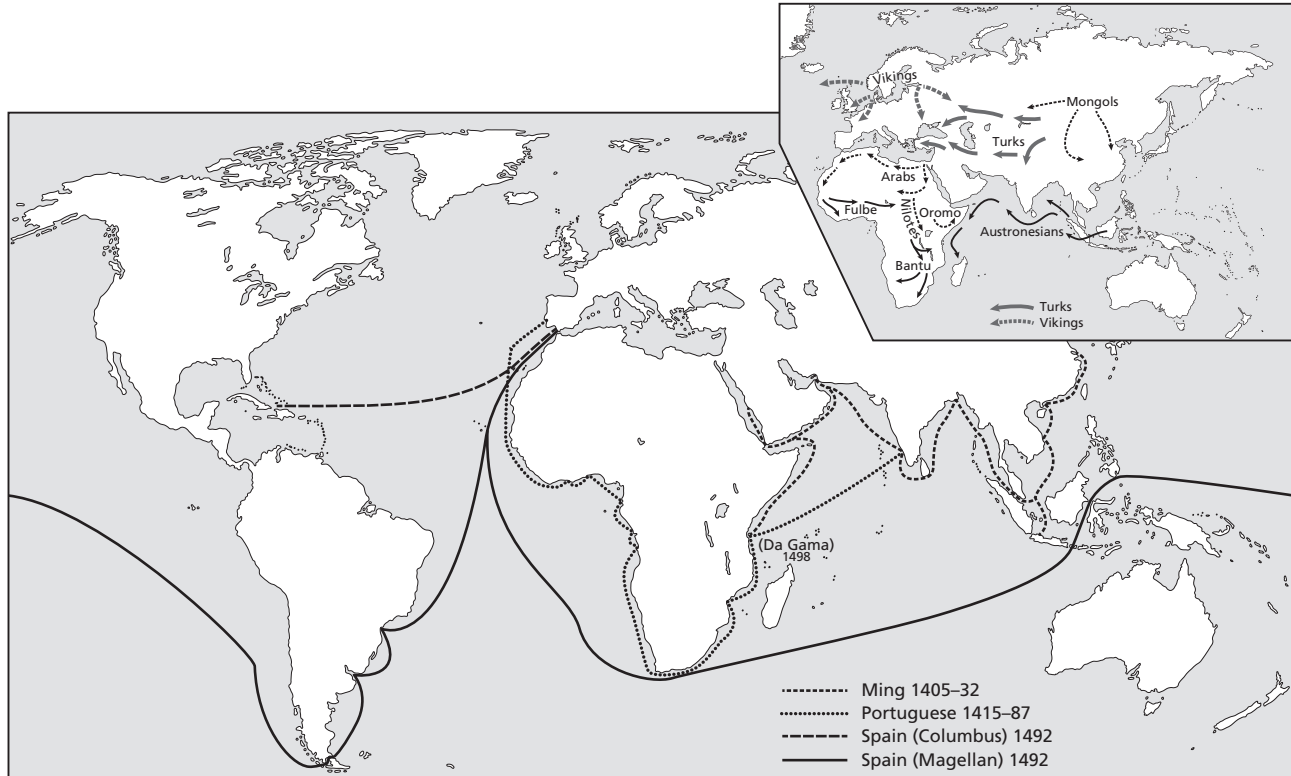 Vikings
Mongols
Turks
Arabs
Fulbe
Nilotes
Oromo
Austronesians
Bantu
Turks
Vikings
(Da Gama)
1498
Ming 1405–32
Portuguese 1415–87
Spain (Columbus) 1492
Spain (Magellan) 1492